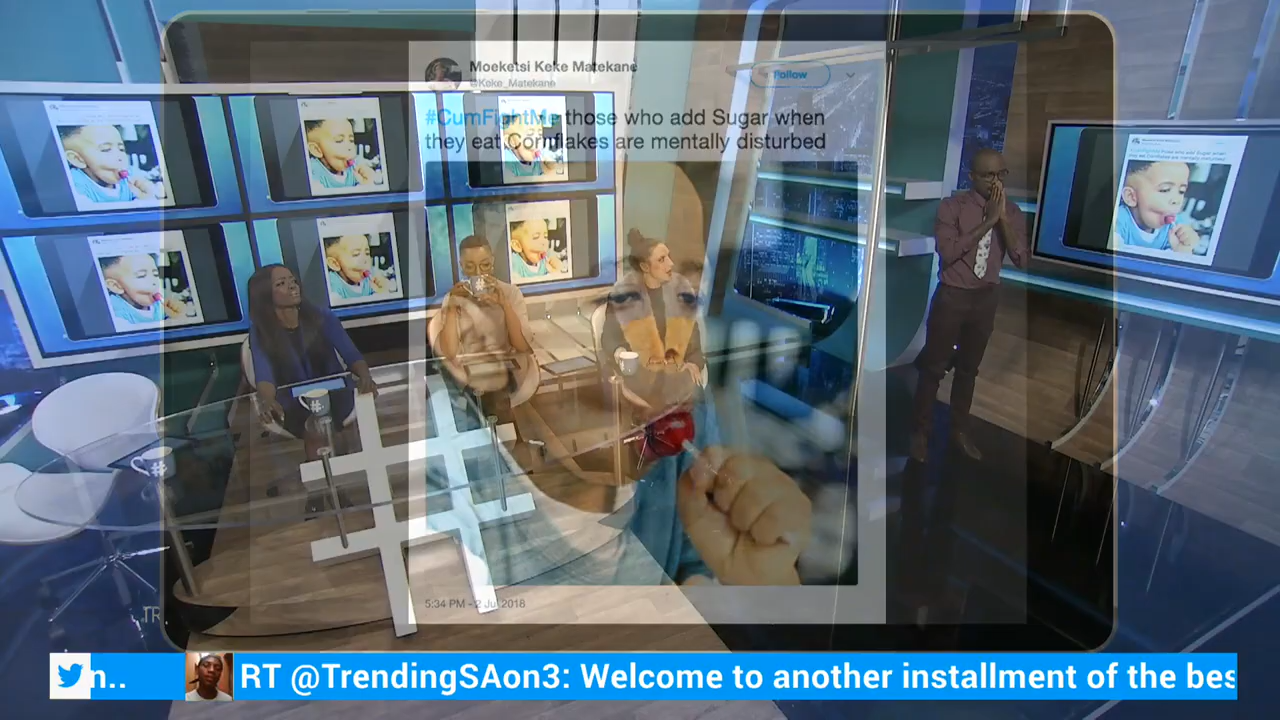 Moeketsi Keke Matekane
@Keke_Matekane
Follow
#CumFightMe those who add Sugar when
they eat Cornflakes are mentally disturbed
#
#
#
#
5:34 PM - 2 Jul 2018
TR
n..
RT @TrendingSAon3: Welcome to another installment of the bes